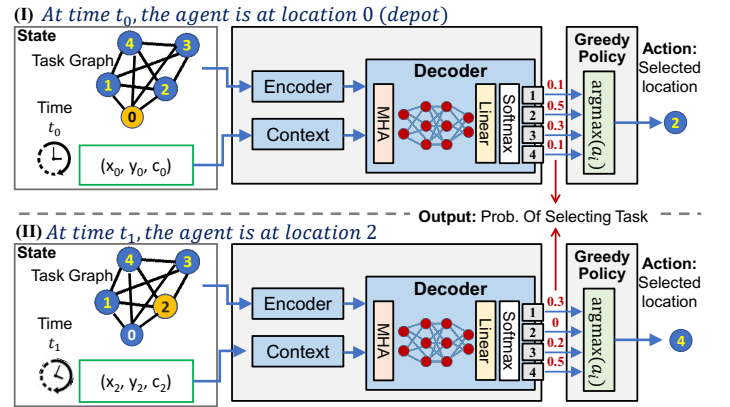 (I) At time t0, the agent is at location 0 (depot)
State
Task Graph
4
3
1
2
0
Time
t0
(x0, y0, c0)
Encoder
Context
Decoder
MHA
Linear
Softmax
1
2
3
4
0.1
0.5
0.3
0.1
Greedy
Policy
argmax(ai)
Action:
Selected
location
2
Output: Prob. Of Selecting Task
(II) At time t1, the agent is at location 2
State
Task Graph
4
3
1
2
0
Time
t1
(x2, y2, c2)
Encoder
Context
Decoder
MHA
Linear
Softmax
1
2
3
4
0.3
0
0.2
0.5
Greedy
Policy
argmax(ai)
Action:
Selected
location
4